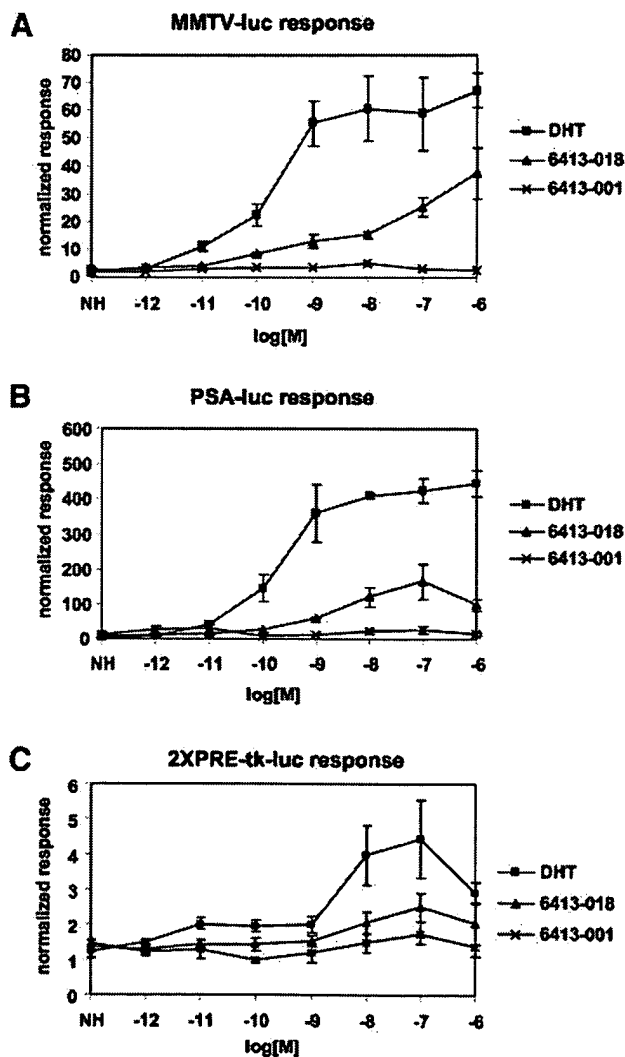 A
MMTV-luc response
normalized response
80
70
60
50
40
30
20
10
0
NH -12 -11 -10 -9 -8 -7 -6
log[M]
DHT
6413-018
6413-001
B
PSA-luc response
normalized response
600
500
400
300
200
100
0
NH -12 -11 -10 -9 -8 -7 -6
log[M]
DHT
6413-018
6413-001
C
2XPRE-tk-luc response
normalized response
6
5
4
3
2
1
0
NH -12 -11 -10 -9 -8 -7 -6
log[M]
DHT
6413-018
6413-001